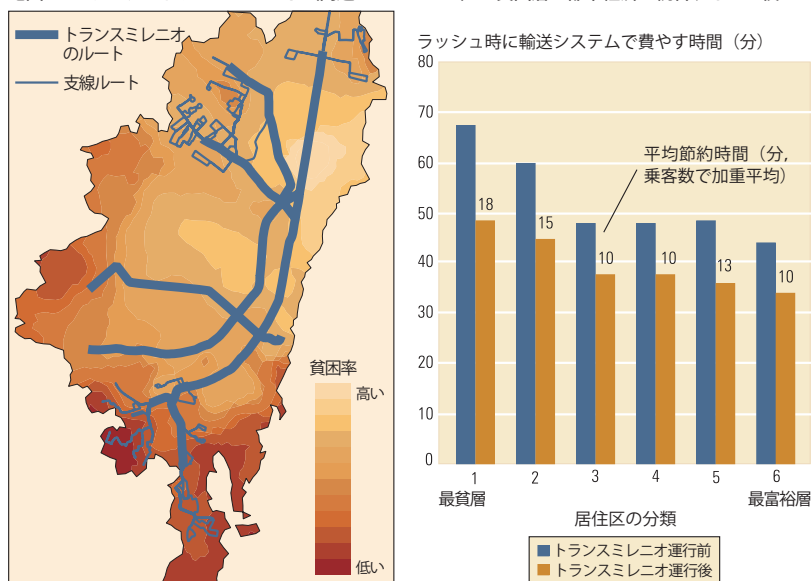 トランスミレニオ
のルート
支線ルート
貧困率
高い
低い
ラッシュ時に輸送システムで費やす時間（分）
80
70
60
50
40
30
20
10
0
平均節約時間（分，
乗客数で加重平均）
18
15
10
10
13
10
1
2
3
4
5
6
最貧層
最富裕層
居住区の分類
トランスミレニオ運行前
トランスミレニオ運行後